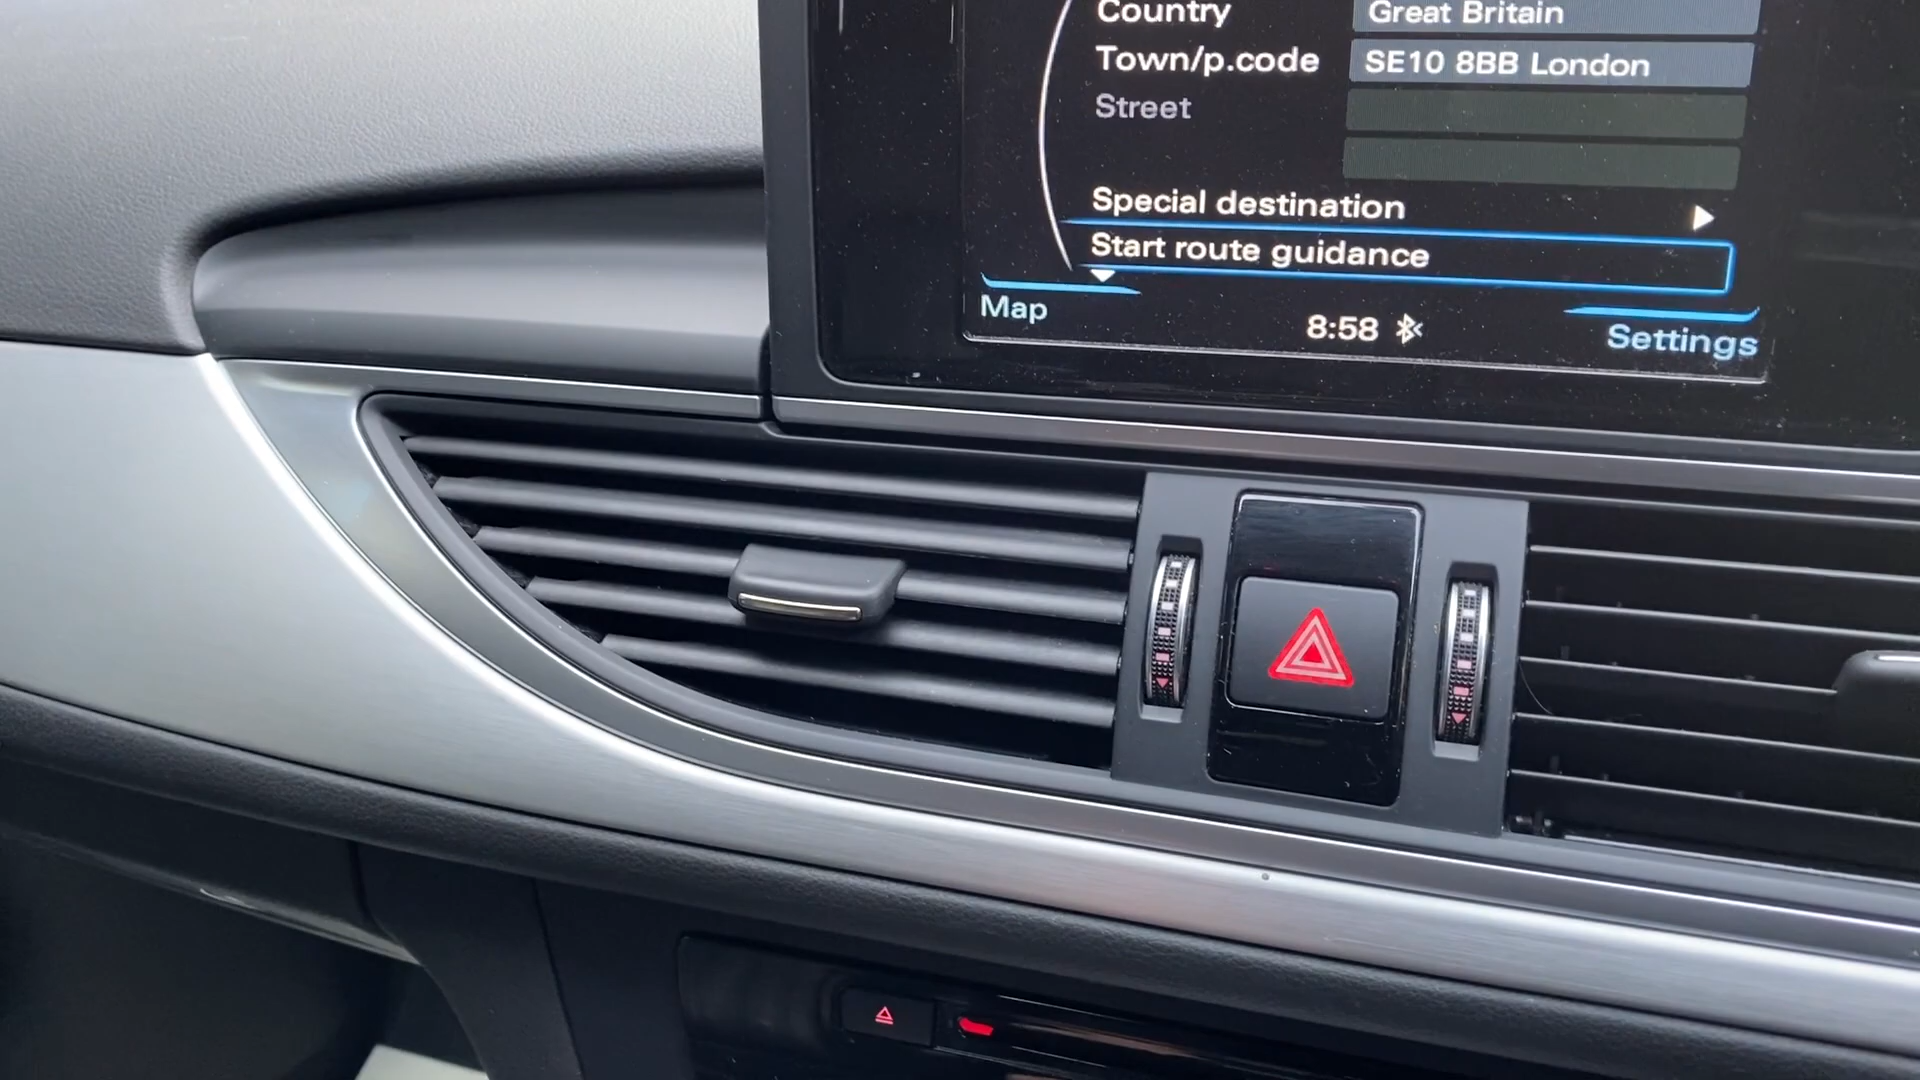 Country Great Britain
Town/p.code SE10 8BB London
Street
Special destination
Start route guidance
Map 8:58 Settings